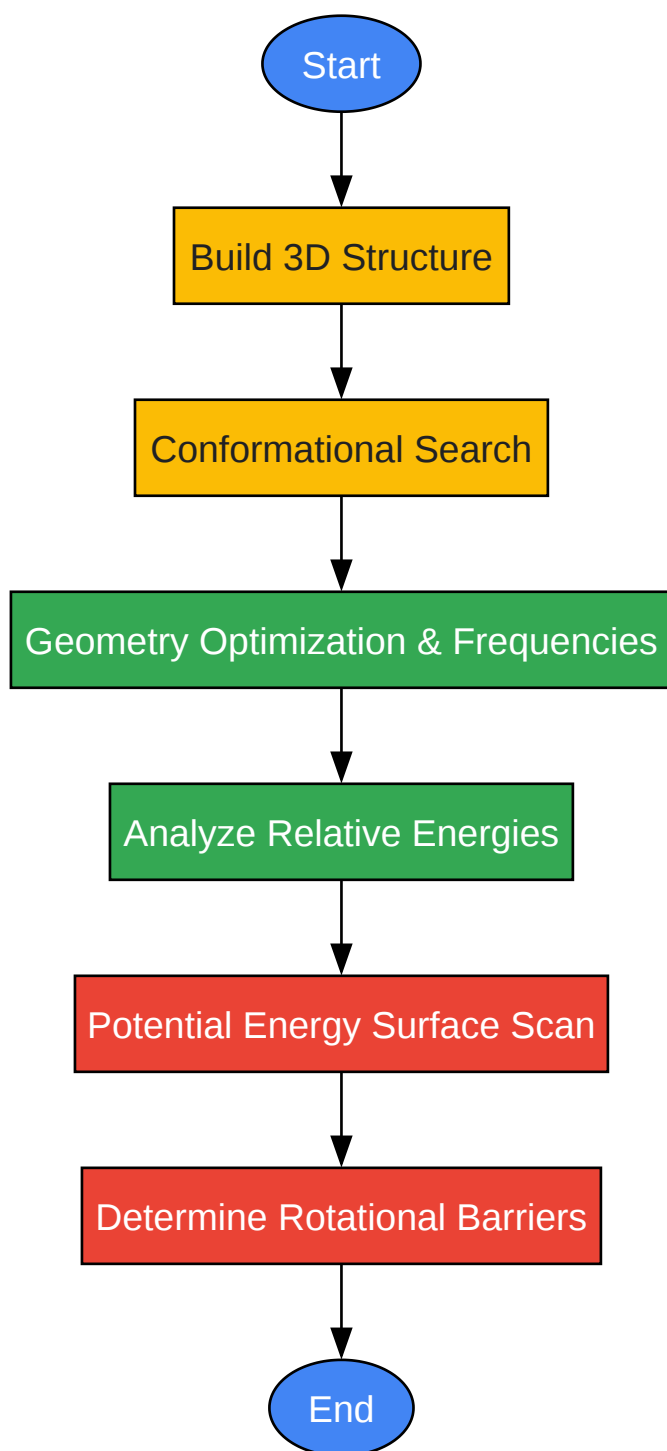 Start
Build 3D Structure
Conformational Search
Geometry Optimization & Frequencies
Analyze Relative Energies
Potential Energy Surface Scan
Determine Rotational Barriers
End